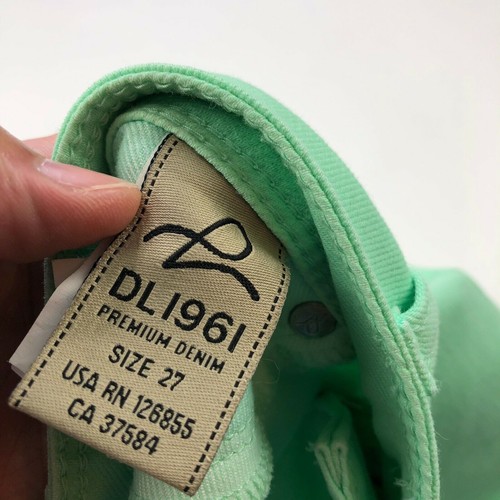 DL1961
PREMIUM DENIM
SIZE 27
USA RN 126855
CA 37584